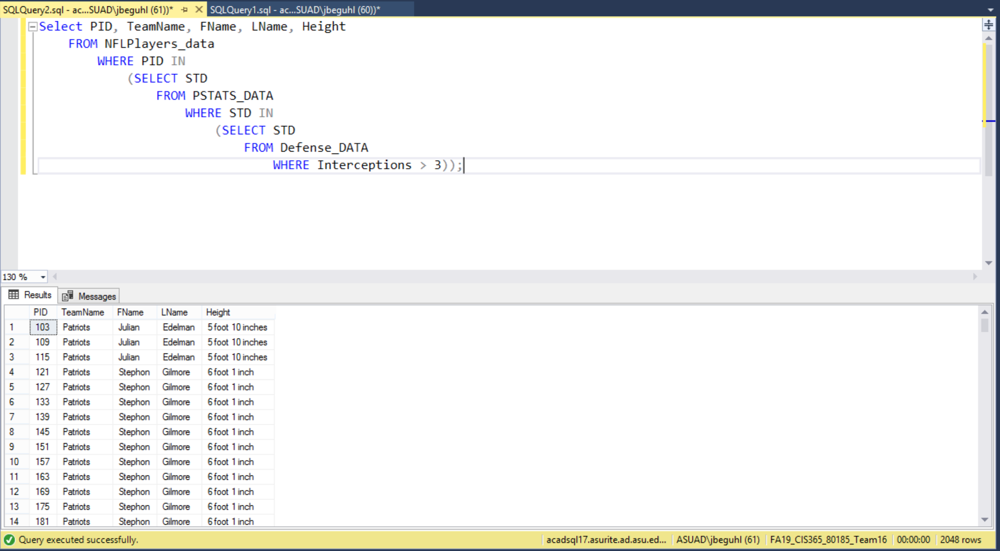 SQLQuery2.sql - ac...SUAD\jbeguhl (61))* SQLQuery1.sql - ac...SUAD\jbeguhl (60))*
Select PID, TeamName, FName, LName, Height
FROM NFLPlayers_data
WHERE PID IN
(SELECT STD
FROM PSTATS_DATA
WHERE STD IN
(SELECT STD
FROM Defense_DATA
WHERE Interceptions > 3));
130 %
Results Messages
PID TeamName FName LName Height
1 103 Patriots Julian Edelman 5 foot 10 inches
2 109 Patriots Julian Edelman 5 foot 10 inches
3 115 Patriots Julian Edelman 5 foot 10 inches
4 121 Patriots Stephon Gilmore 6 foot 1 inch
5 127 Patriots Stephon Gilmore 6 foot 1 inch
6 133 Patriots Stephon Gilmore 6 foot 1 inch
7 139 Patriots Stephon Gilmore 6 foot 1 inch
8 145 Patriots Stephon Gilmore 6 foot 1 inch
9 151 Patriots Stephon Gilmore 6 foot 1 inch
10 157 Patriots Stephon Gilmore 6 foot 1 inch
11 163 Patriots Stephon Gilmore 6 foot 1 inch
12 169 Patriots Stephon Gilmore 6 foot 1 inch
13 175 Patriots Stephon Gilmore 6 foot 1 inch
14 181 Patriots Stephon Gilmore 6 foot 1 inch
Query executed successfully. acadsql17.asurite.ad.asu.ed... ASUAD\jbeguhl (61) FA19_CIS365_80185_Team16 00:00:00 2048 rows